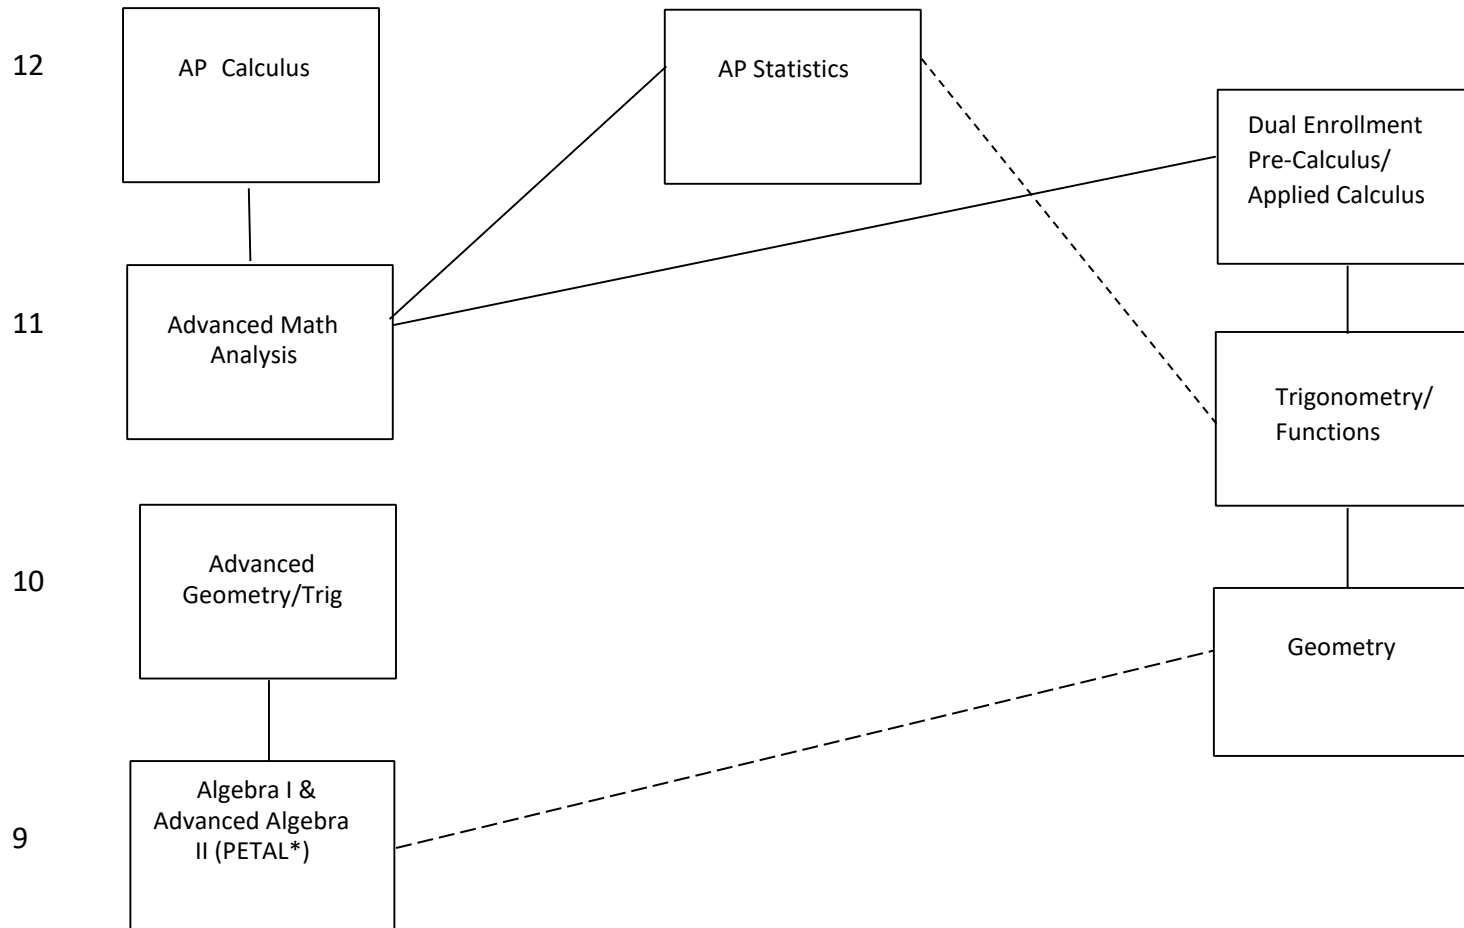 12
AP Calculus
AP Statistics
Dual Enrollment
Pre-Calculus/
Applied Calculus
11
Advanced Math
Analysis
Trigonometry/
Functions
10
Advanced
Geometry/Trig
Geometry
9
Algebra I &
Advanced Algebra
II (PETAL*)